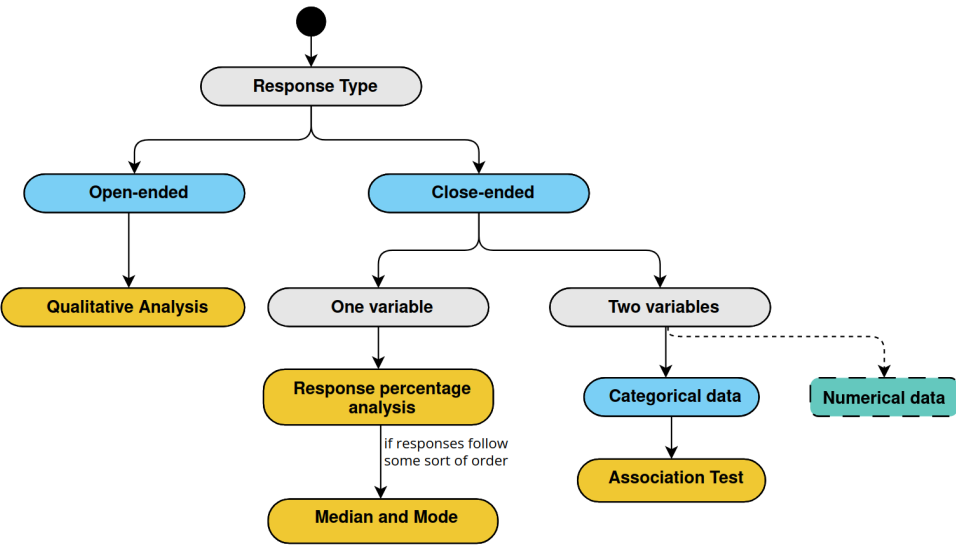 Response Type
Open-ended
Close-ended
Qualitative Analysis
One variable
Two variables
Response percentage
analysis
Categorical data
Numerical data
if responses follow
some sort of order
Association Test
Median and Mode